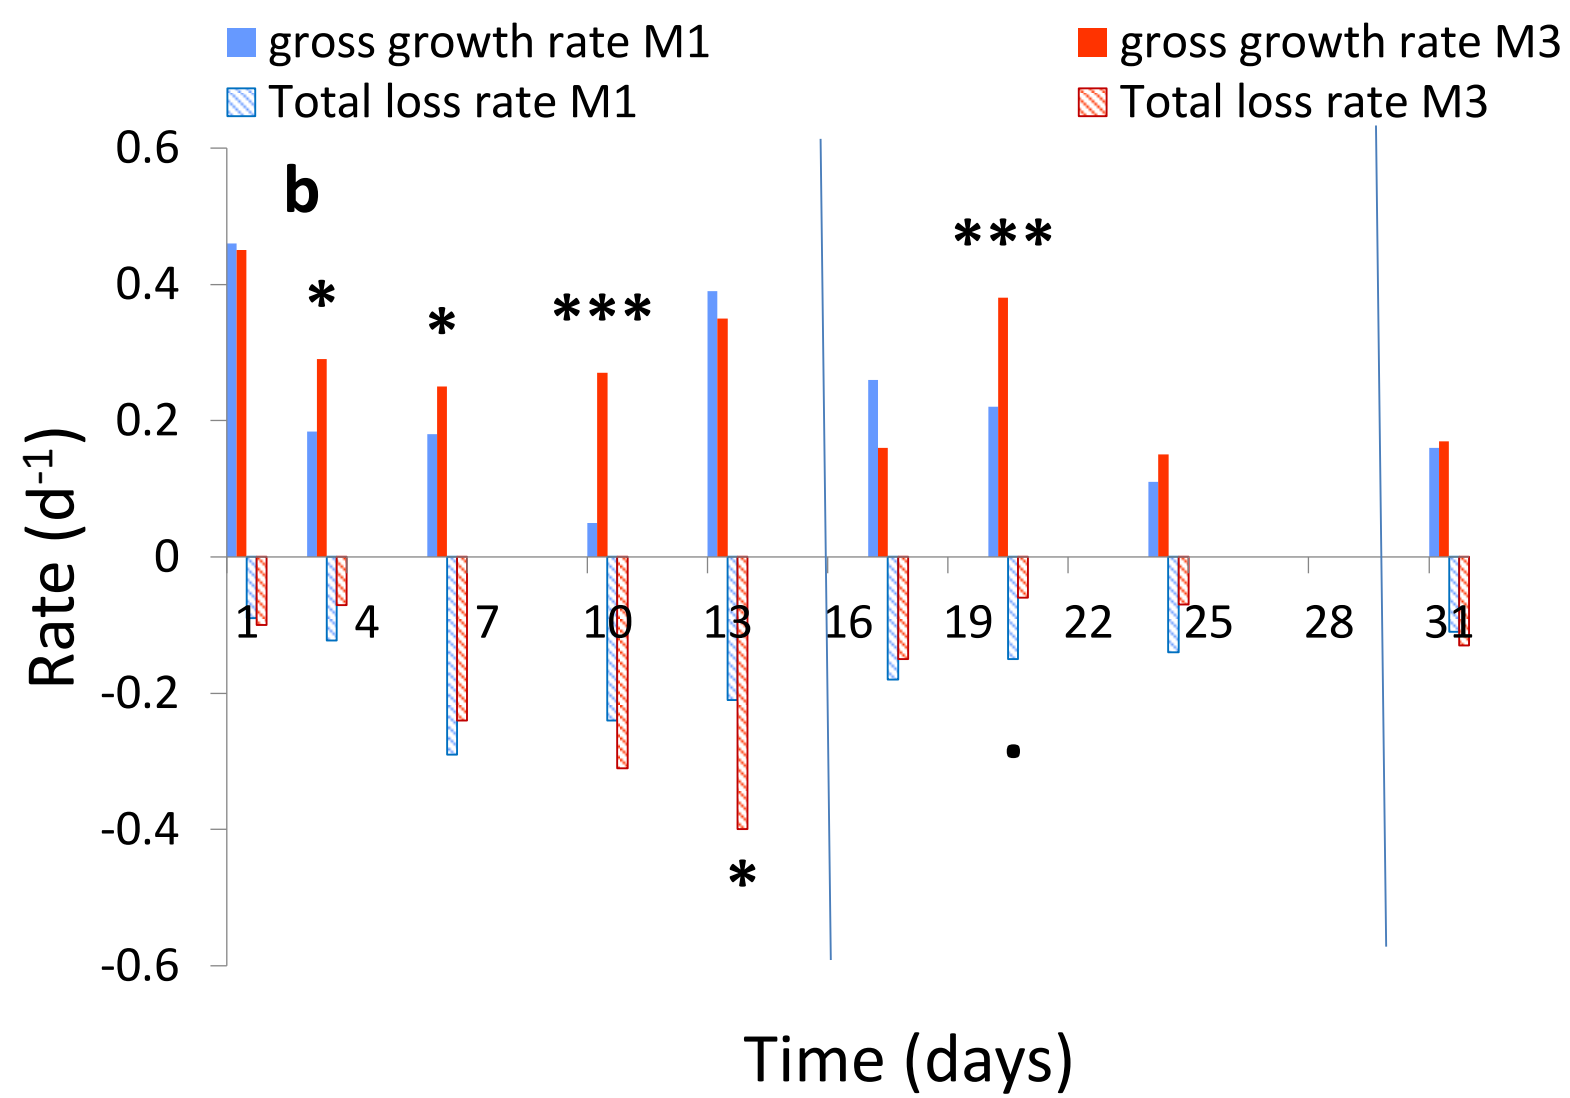 gross growth rate M1 gross growth rate M3
Total loss rate M1 Total loss rate M3
0.6
b
***
0.4
*
*
***
0.2
0
1 4 7 10 13 16 19 22 25 28 31
-0.2
.
-0.4
*
-0.6
Rate (d⁻¹)
Time (days)